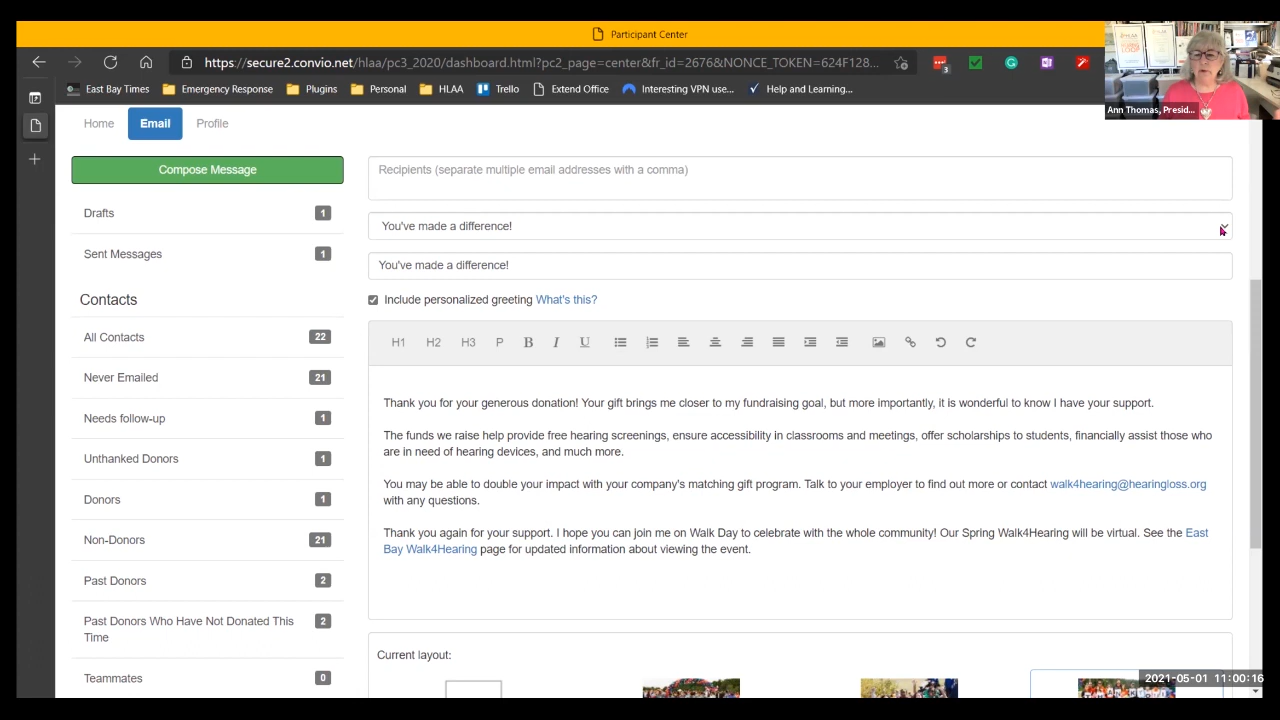 Participant Center
https://secure2.convio.net/hlaa/pc3_2020/dashboard.html?pc2_page=center&fr_id=2676&NONCE_TOKEN=624F128...
3
East Bay Times
Emergency Response
Plugins
Personal
HLAA
Trello
Extend Office
Interesting VPN use...
Help and Learning...
Ann Thomas, Presid...
Home
Email
Profile
Compose Message
Drafts 1
Sent Messages 1
Contacts
All Contacts 22
Never Emailed 21
Needs follow-up 1
Unthanked Donors 1
Donors 1
Non-Donors 21
Past Donors 2
Past Donors Who Have Not Donated This 2
Time
Teammates 0
Recipients (separate multiple email addresses with a comma)
You've made a difference!
You've made a difference!
Include personalized greeting What's this?
H1 H2 H3 P B I U
Thank you for your generous donation! Your gift brings me closer to my fundraising goal, but more importantly, it is wonderful to know I have your support.
The funds we raise help provide free hearing screenings, ensure accessibility in classrooms and meetings, offer scholarships to students, financially assist those who
are in need of hearing devices, and much more.
You may be able to double your impact with your company's matching gift program. Talk to your employer to find out more or contact walk4hearing@hearingloss.org
with any questions.
Thank you again for your support. I hope you can join me on Walk Day to celebrate with the whole community! Our Spring Walk4Hearing will be virtual. See the East
Bay Walk4Hearing page for updated information about viewing the event.
Current layout:
2021-05-01 11:00:16